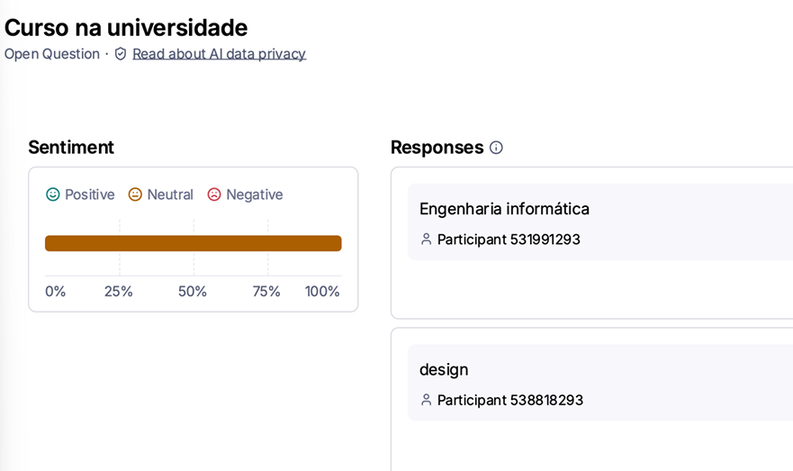 Curso na universidade
Open Question · Read about AI data privacy
Sentiment
Positive Neutral Negative
0% 25% 50% 75% 100%
Responses
Engenharia informática
Participant 531991293
design
Participant 538818293